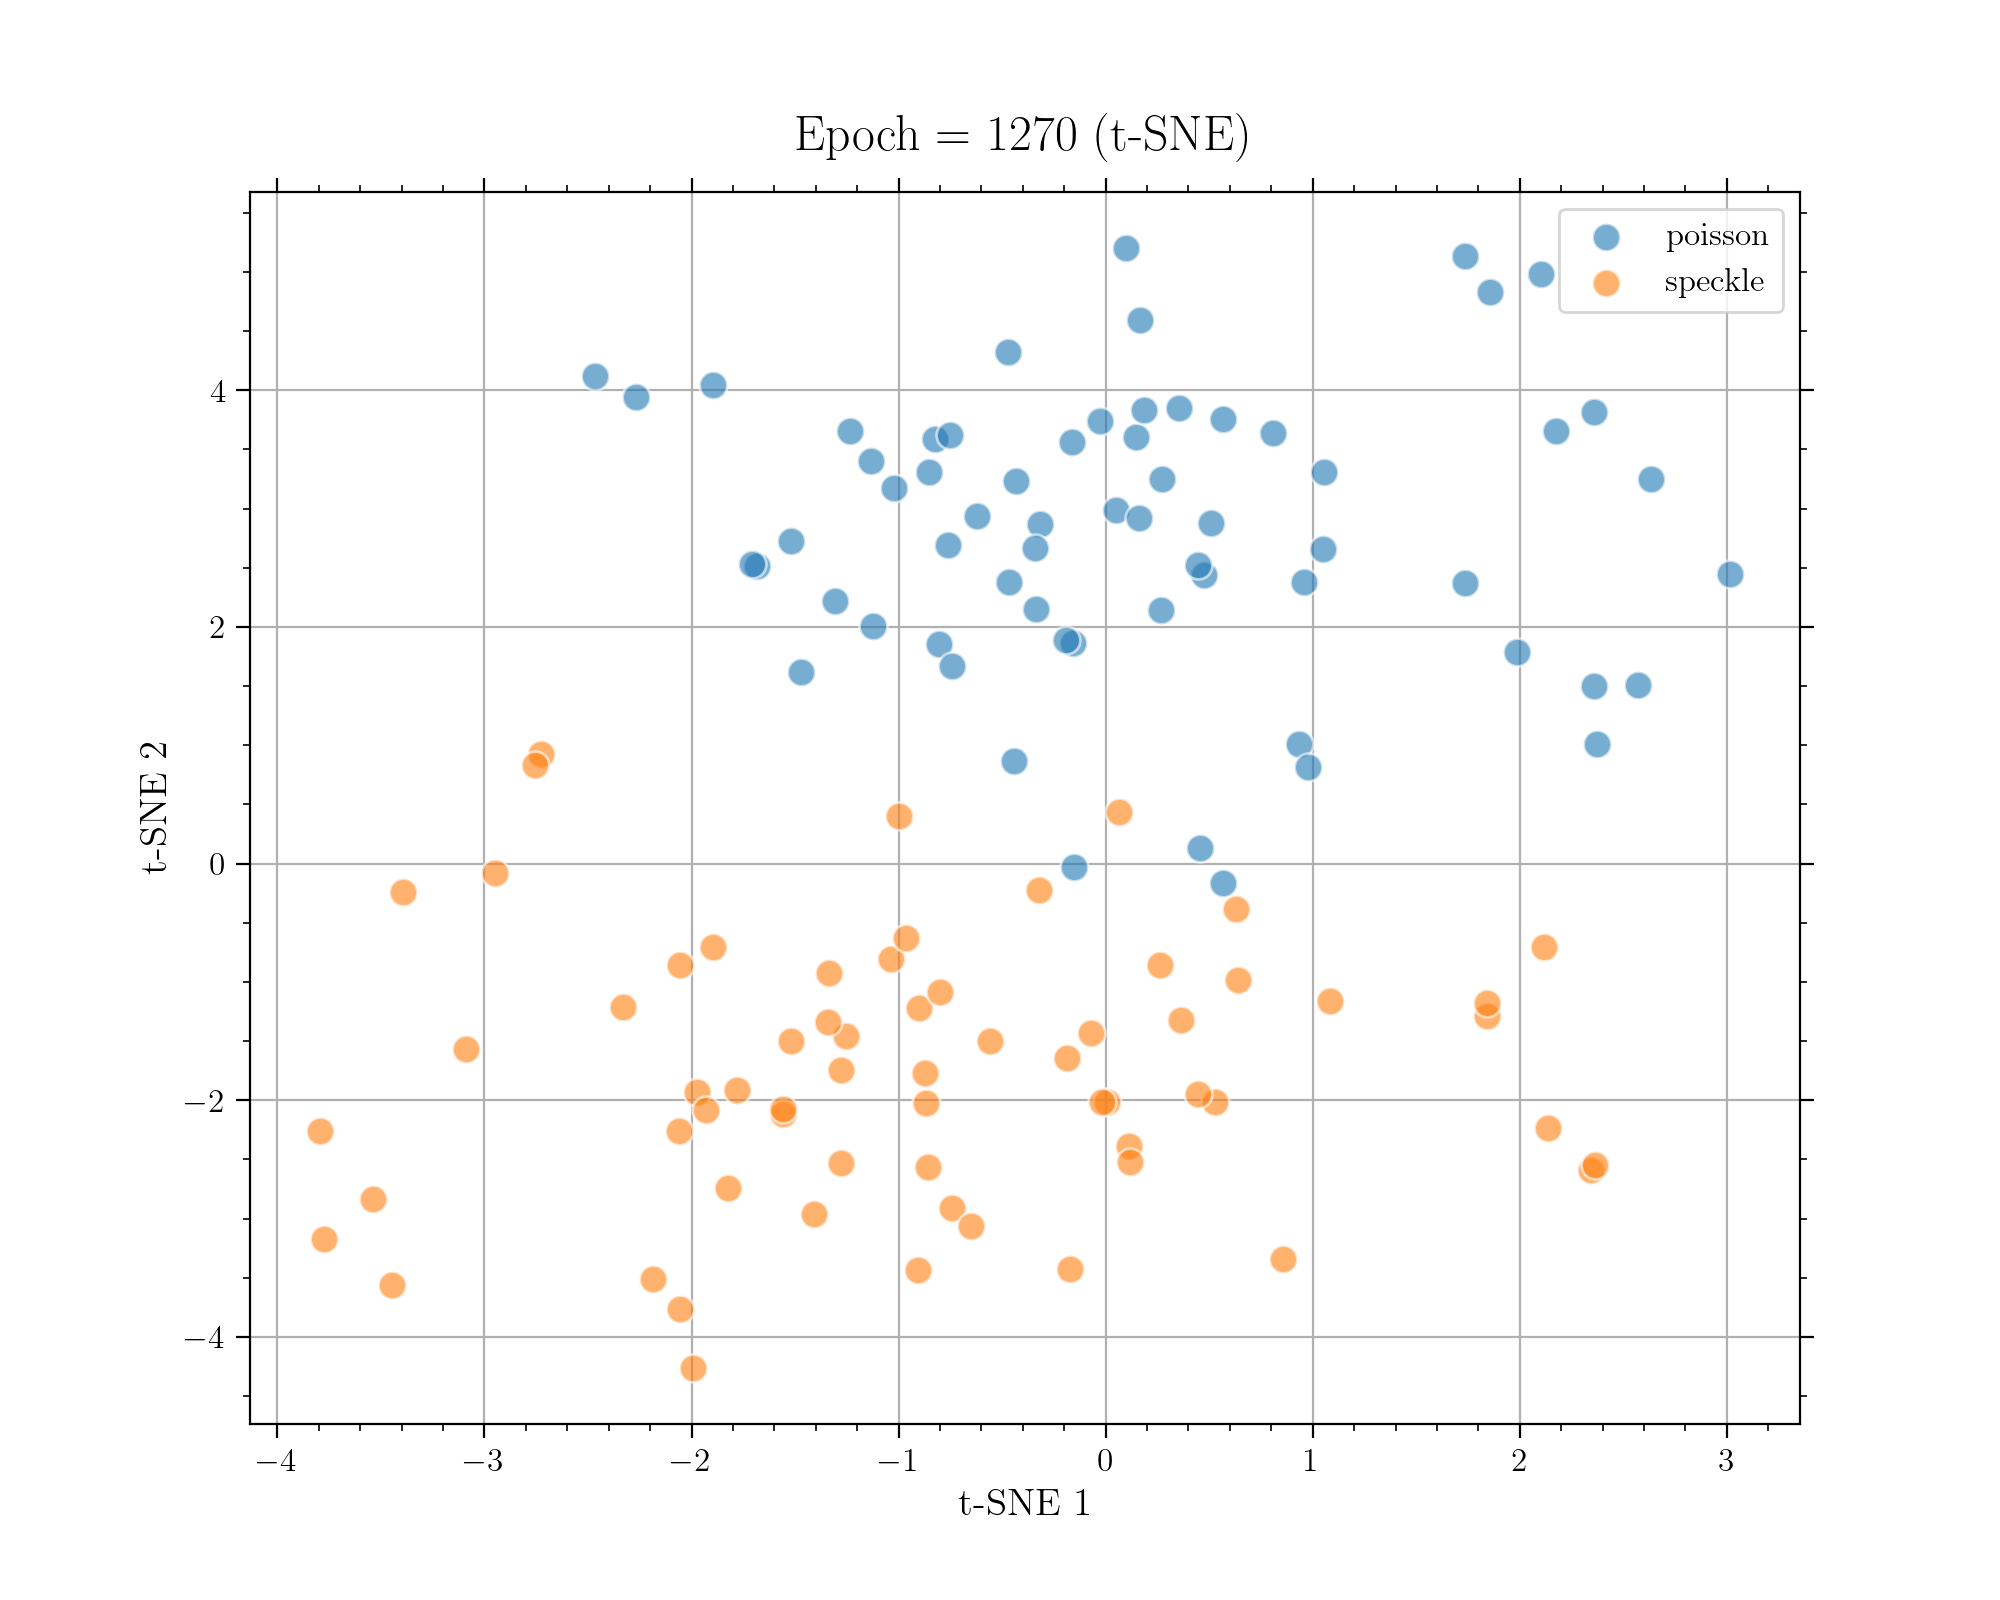 Epoch = 1270 (t-SNE)
poisson
speckle
4
2
0
−2
−4
t-SNE 2
−4 −3 −2 −1 0 1 2 3
t-SNE 1